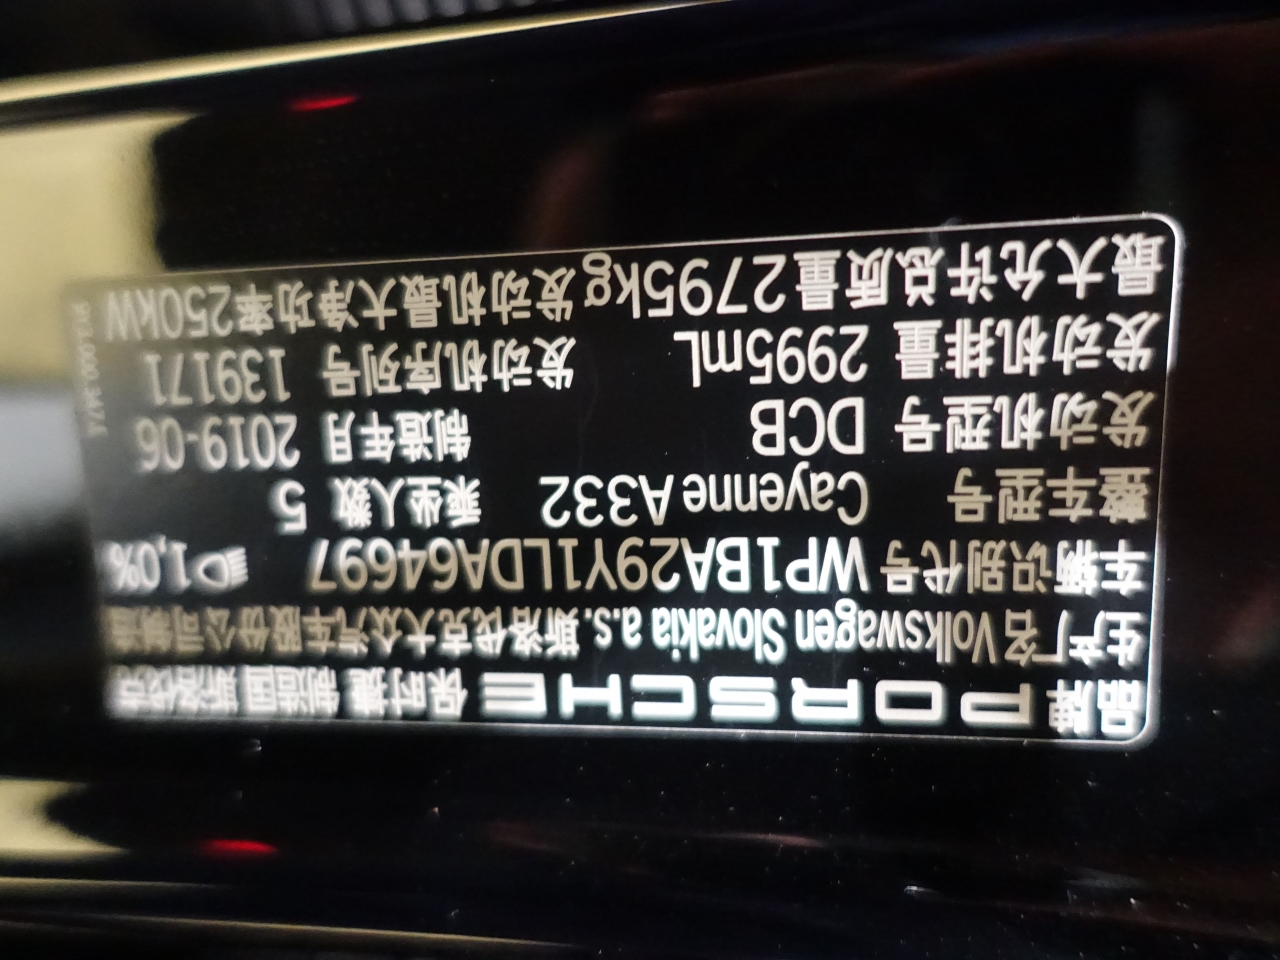 品牌 PORSCHE 保时捷 制造国 斯洛伐克
生产厂名 Volkswagen Slovakia a.s. 斯洛伐克大众汽车股份公司制造
车辆识别代号 WP1BA29Y1LDA64697 1,0%
整车型号 Cayenne A332 乘坐人数 5
发动机型号 DCB 制造年月 2019-06
发动机排量 2995mL 发动机序列号 139171
最大允许总质量 2795kg 发动机最大净功率 250kW